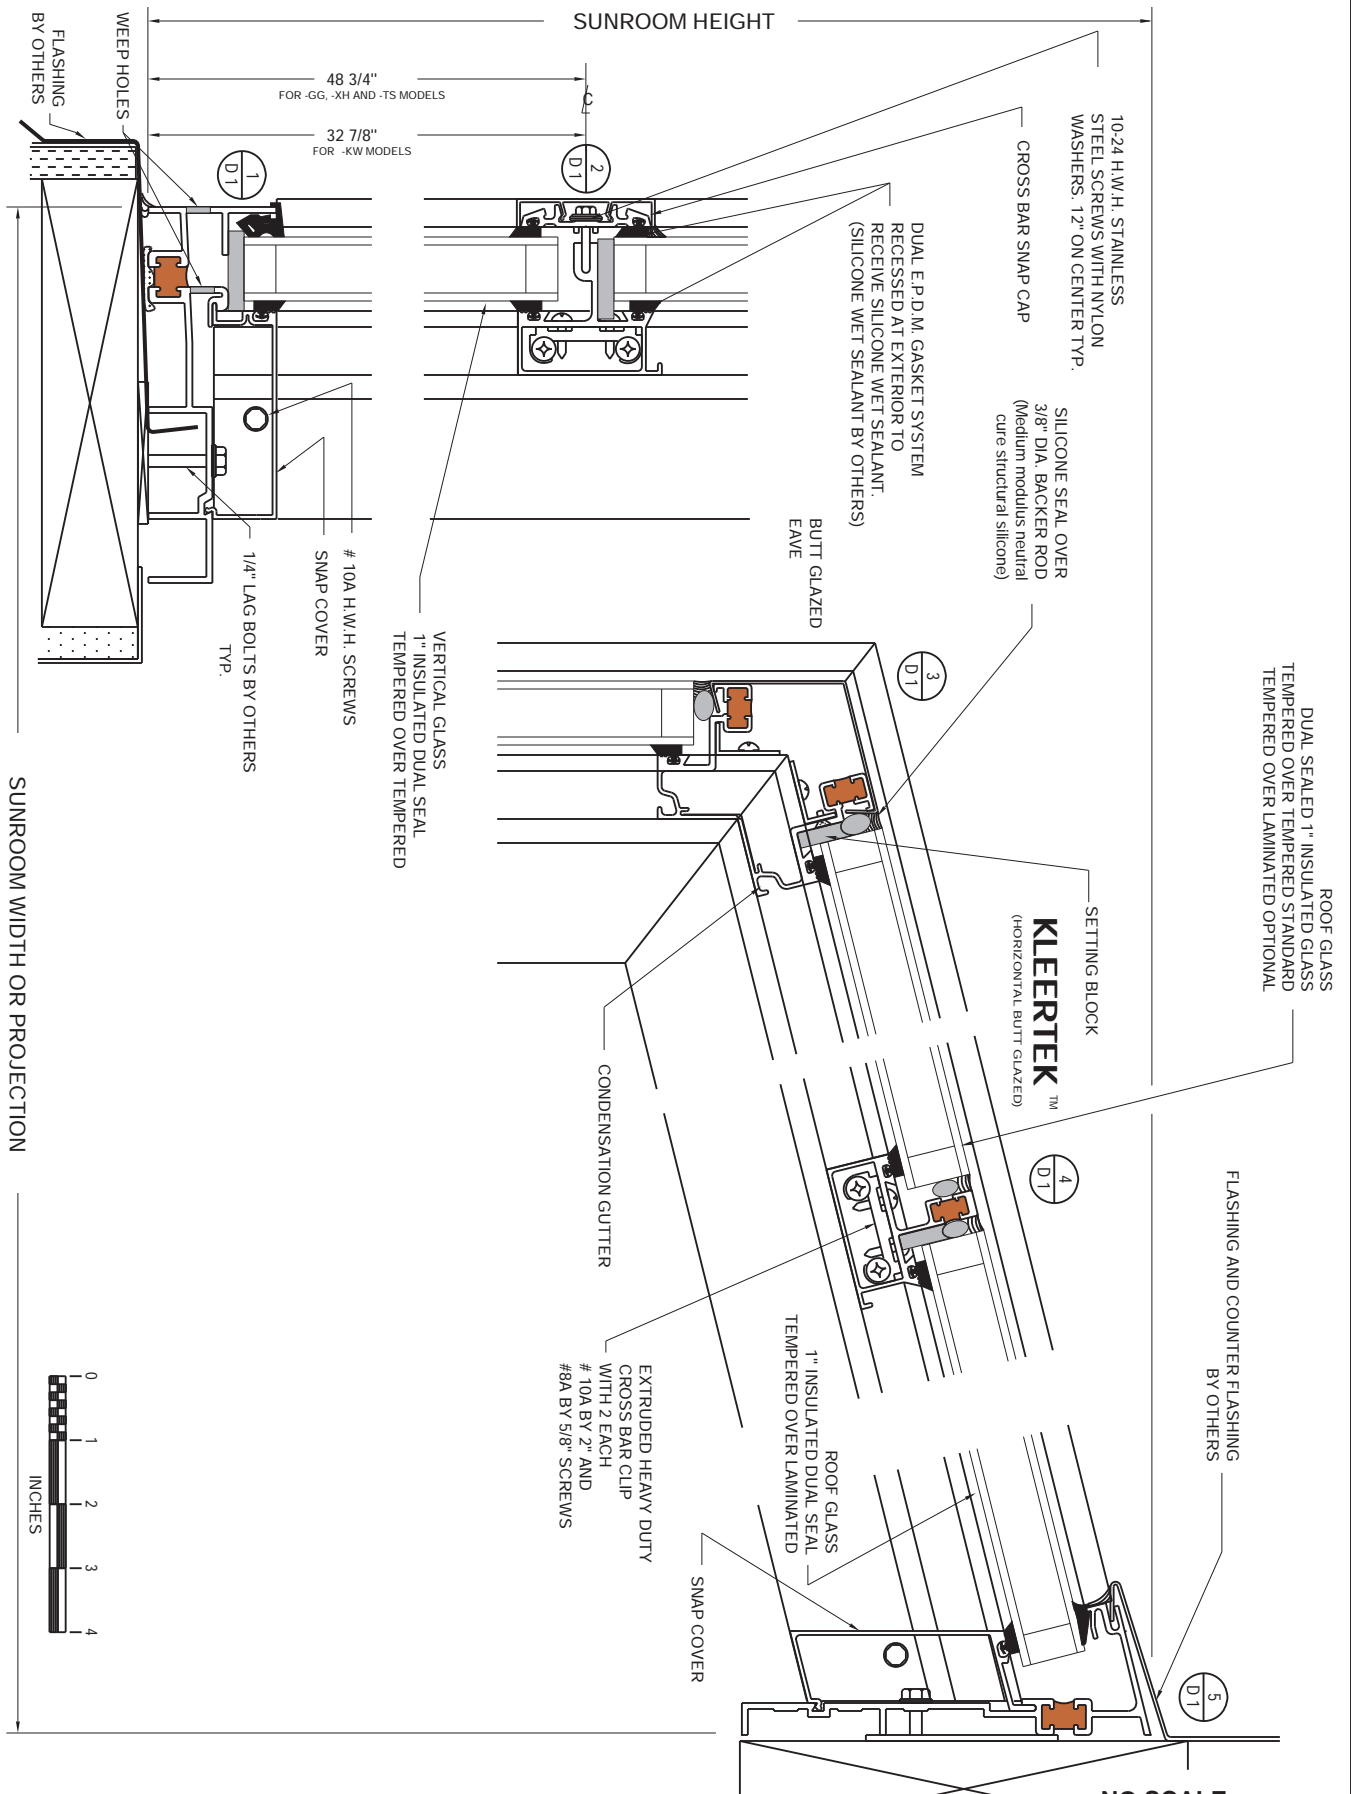 SUNROOM HEIGHT
48 3/4"
FOR -GG, -XH AND -TS MODELS
32 7/8"
FOR -KW MODELS
WEEP HOLES
FLASHING
BY OTHERS
1
D 1
2
D 1
10-24 H.W.H. STAINLESS
STEEL SCREWS WITH NYLON
WASHERS. 12" ON CENTER TYP.
CROSS BAR SNAP CAP
DUAL E.P.D.M. GASKET SYSTEM
RECESSED AT EXTERIOR TO
RECEIVE SILICONE WET SEALANT.
(SILICONE WET SEALANT BY OTHERS)
SILICONE SEAL OVER
3/8" DIA. BACKER ROD
(Medium modulus neutral
cure structural silicone)
BUTT GLAZED
EAVE
# 10A H.W.H. SCREWS
SNAP COVER
1/4" LAG BOLTS BY OTHERS
TYP.
VERTICAL GLASS
1" INSULATED DUAL SEAL
TEMPERED OVER TEMPERED
3
D 1
ROOF GLASS
DUAL SEALED 1" INSULATED GLASS
TEMPERED OVER TEMPERED STANDARD
TEMPERED OVER LAMINATED OPTIONAL
SETTING BLOCK
KLEERTEK ™
(HORIZONTAL BUTT GLAZED)
4
D 1
CONDENSATION GUTTER
FLASHING AND COUNTER FLASHING
BY OTHERS
EXTRUDED HEAVY DUTY
CROSS BAR CLIP
WITH 2 EACH
# 10A BY 2" AND
#8A BY 5/8" SCREWS
ROOF GLASS
1" INSULATED DUAL SEAL
TEMPERED OVER LAMINATED
SNAP COVER
5
D 1
SUNROOM WIDTH OR PROJECTION
0 1 2 3 4
INCHES
NO SCALE